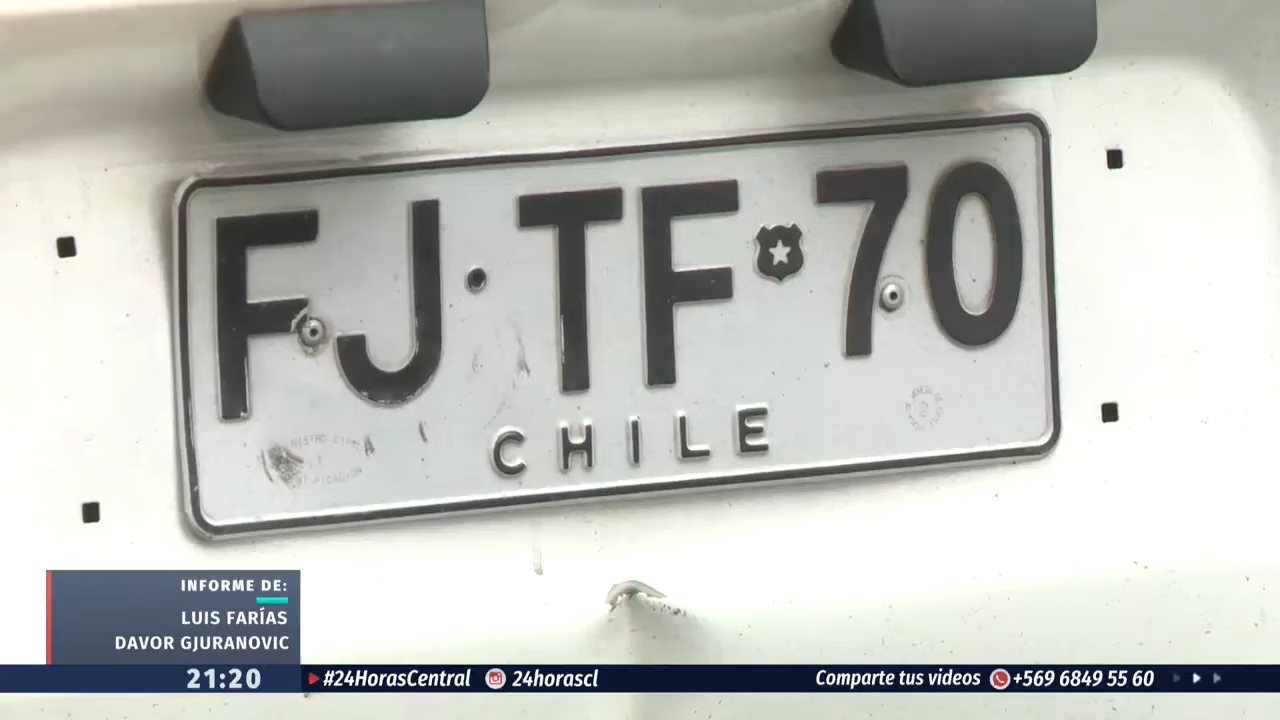 FJ·TF 70
CHILE
INFORME DE:
LUIS FARÍAS
DAVOR GJURANOVIC
21:20
#24HorasCentral
24horascl
Comparte tus videos
+569 6849 55 60